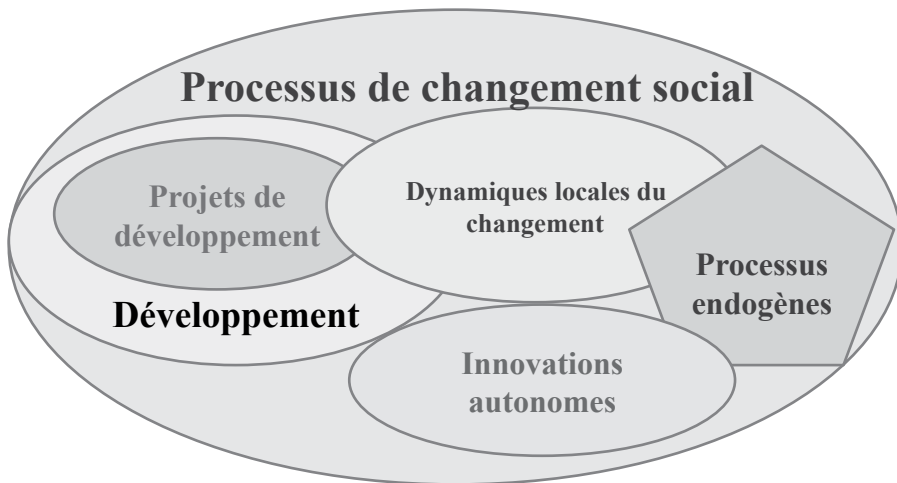 Processus de changement social
Projets de
développement
Dynamiques locales du
changement
Processus
endogènes
Développement
Innovations
autonomes